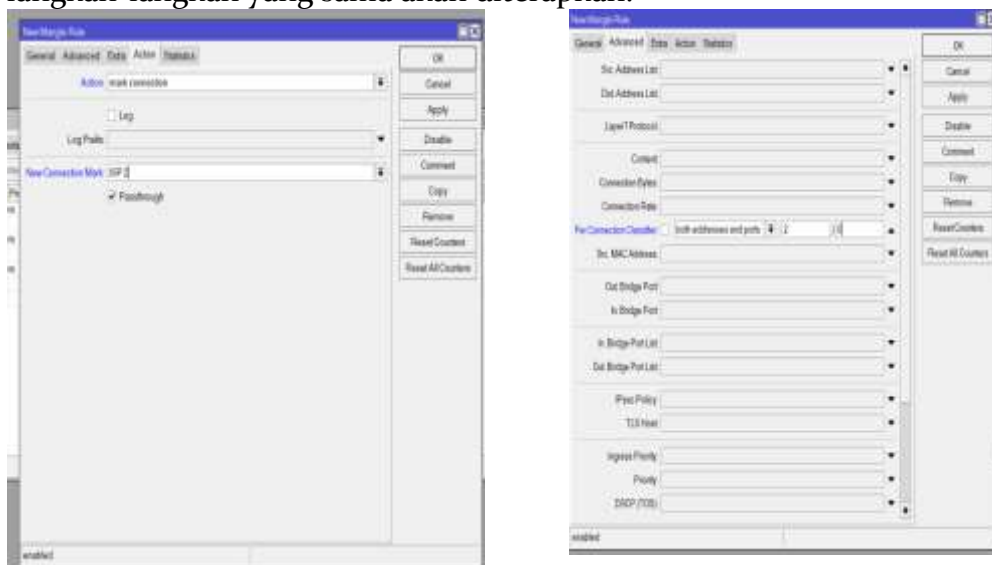 langkah-langkah yang sama akan diterapkan.
New Mangle Rule
General Advanced Extra Action Statistics
Action: mark connection
Log
Log Prefix:
New Connection Mark: ISP 2
Passthrough
OK
Cancel
Apply
Disable
Comment
Copy
Remove
Reset Counters
Reset All Counters
enabled
New Mangle Rule
General Advanced Extra Action Statistics
Src. Address List:
Dst. Address List:
Layer7 Protocol:
Content:
Connection Bytes:
Connection Rate:
Per Connection Classifier: both addresses and ports 2 / 0
Src. MAC Address:
Out. Bridge Port:
In. Bridge Port:
In. Bridge Port List:
Out. Bridge Port List:
IPsec Policy:
TLS Host:
Ingress Priority:
Priority:
DSCP (TOS):
OK
Cancel
Apply
Disable
Comment
Copy
Remove
Reset Counters
Reset All Counters
enabled